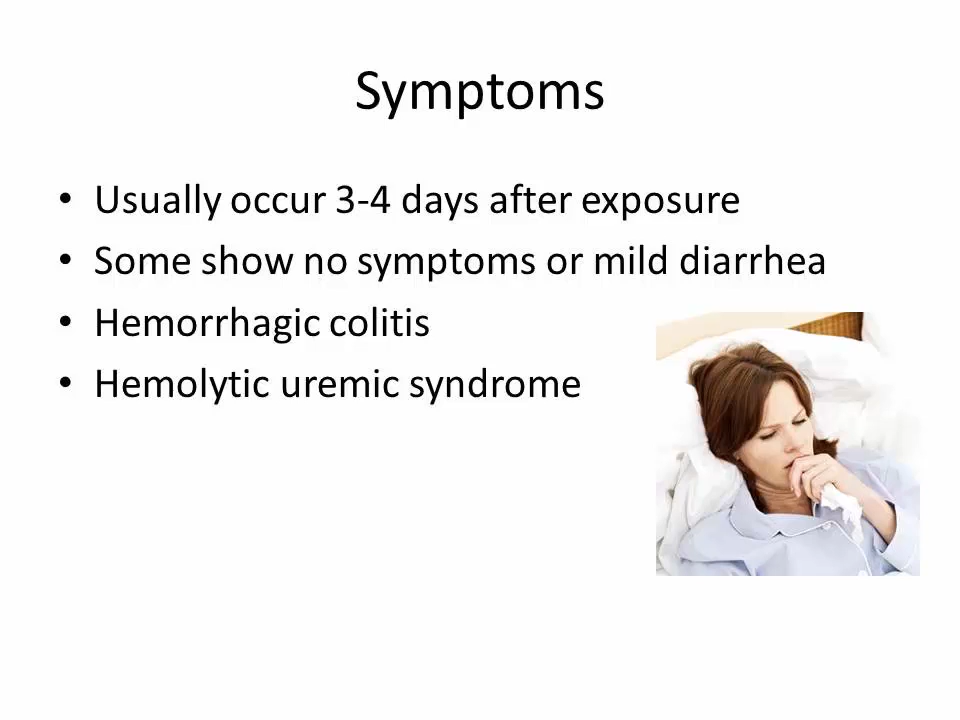 Symptoms
• Usually occur 3-4 days after exposure
• Some show no symptoms or mild diarrhea
• Hemorrhagic colitis
• Hemolytic uremic syndrome